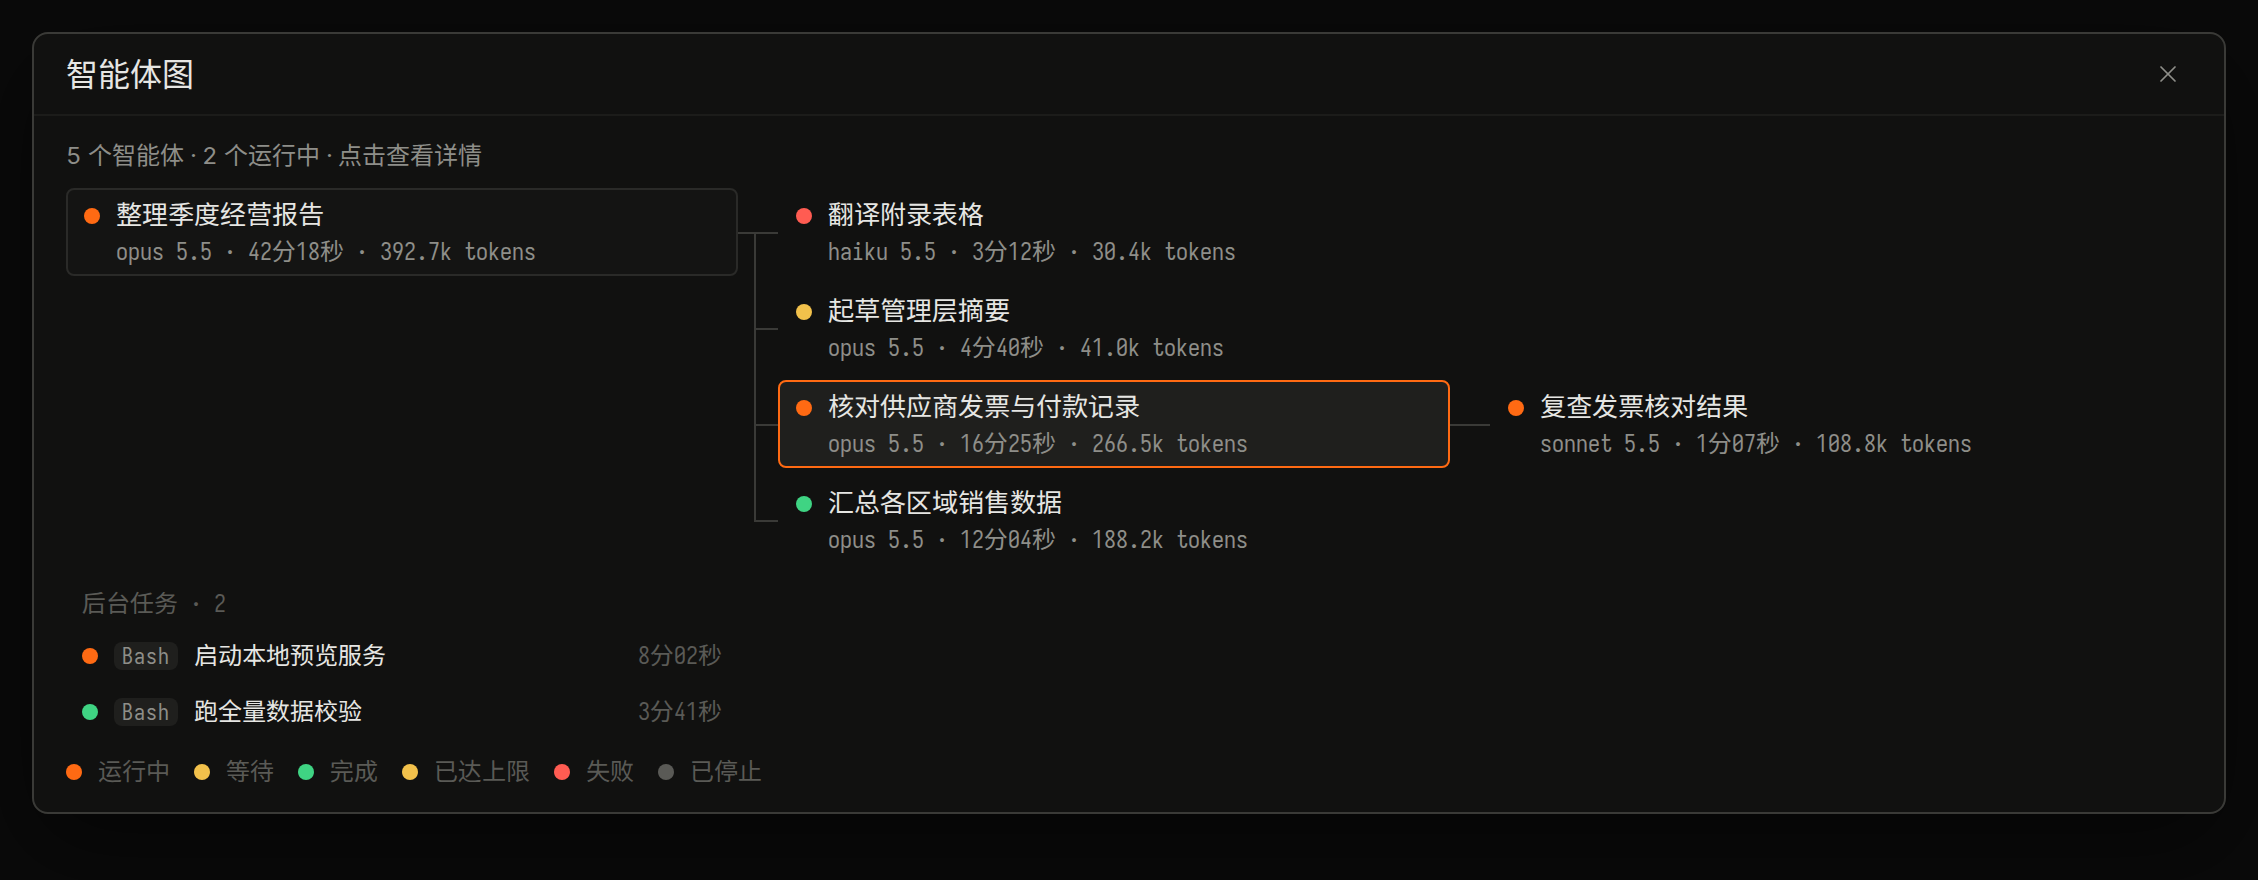 智能体图
5 个智能体 · 2 个运行中 · 点击查看详情
整理季度经营报告
opus 5.5 · 42分18秒 · 392.7k tokens
翻译附录表格
haiku 5.5 · 3分12秒 · 30.4k tokens
起草管理层摘要
opus 5.5 · 4分40秒 · 41.0k tokens
核对供应商发票与付款记录
opus 5.5 · 16分25秒 · 266.5k tokens
复查发票核对结果
sonnet 5.5 · 1分07秒 · 108.8k tokens
汇总各区域销售数据
opus 5.5 · 12分04秒 · 188.2k tokens
后台任务 · 2
Bash 启动本地预览服务 8分02秒
Bash 跑全量数据校验 3分41秒
运行中 等待 完成 已达上限 失败 已停止